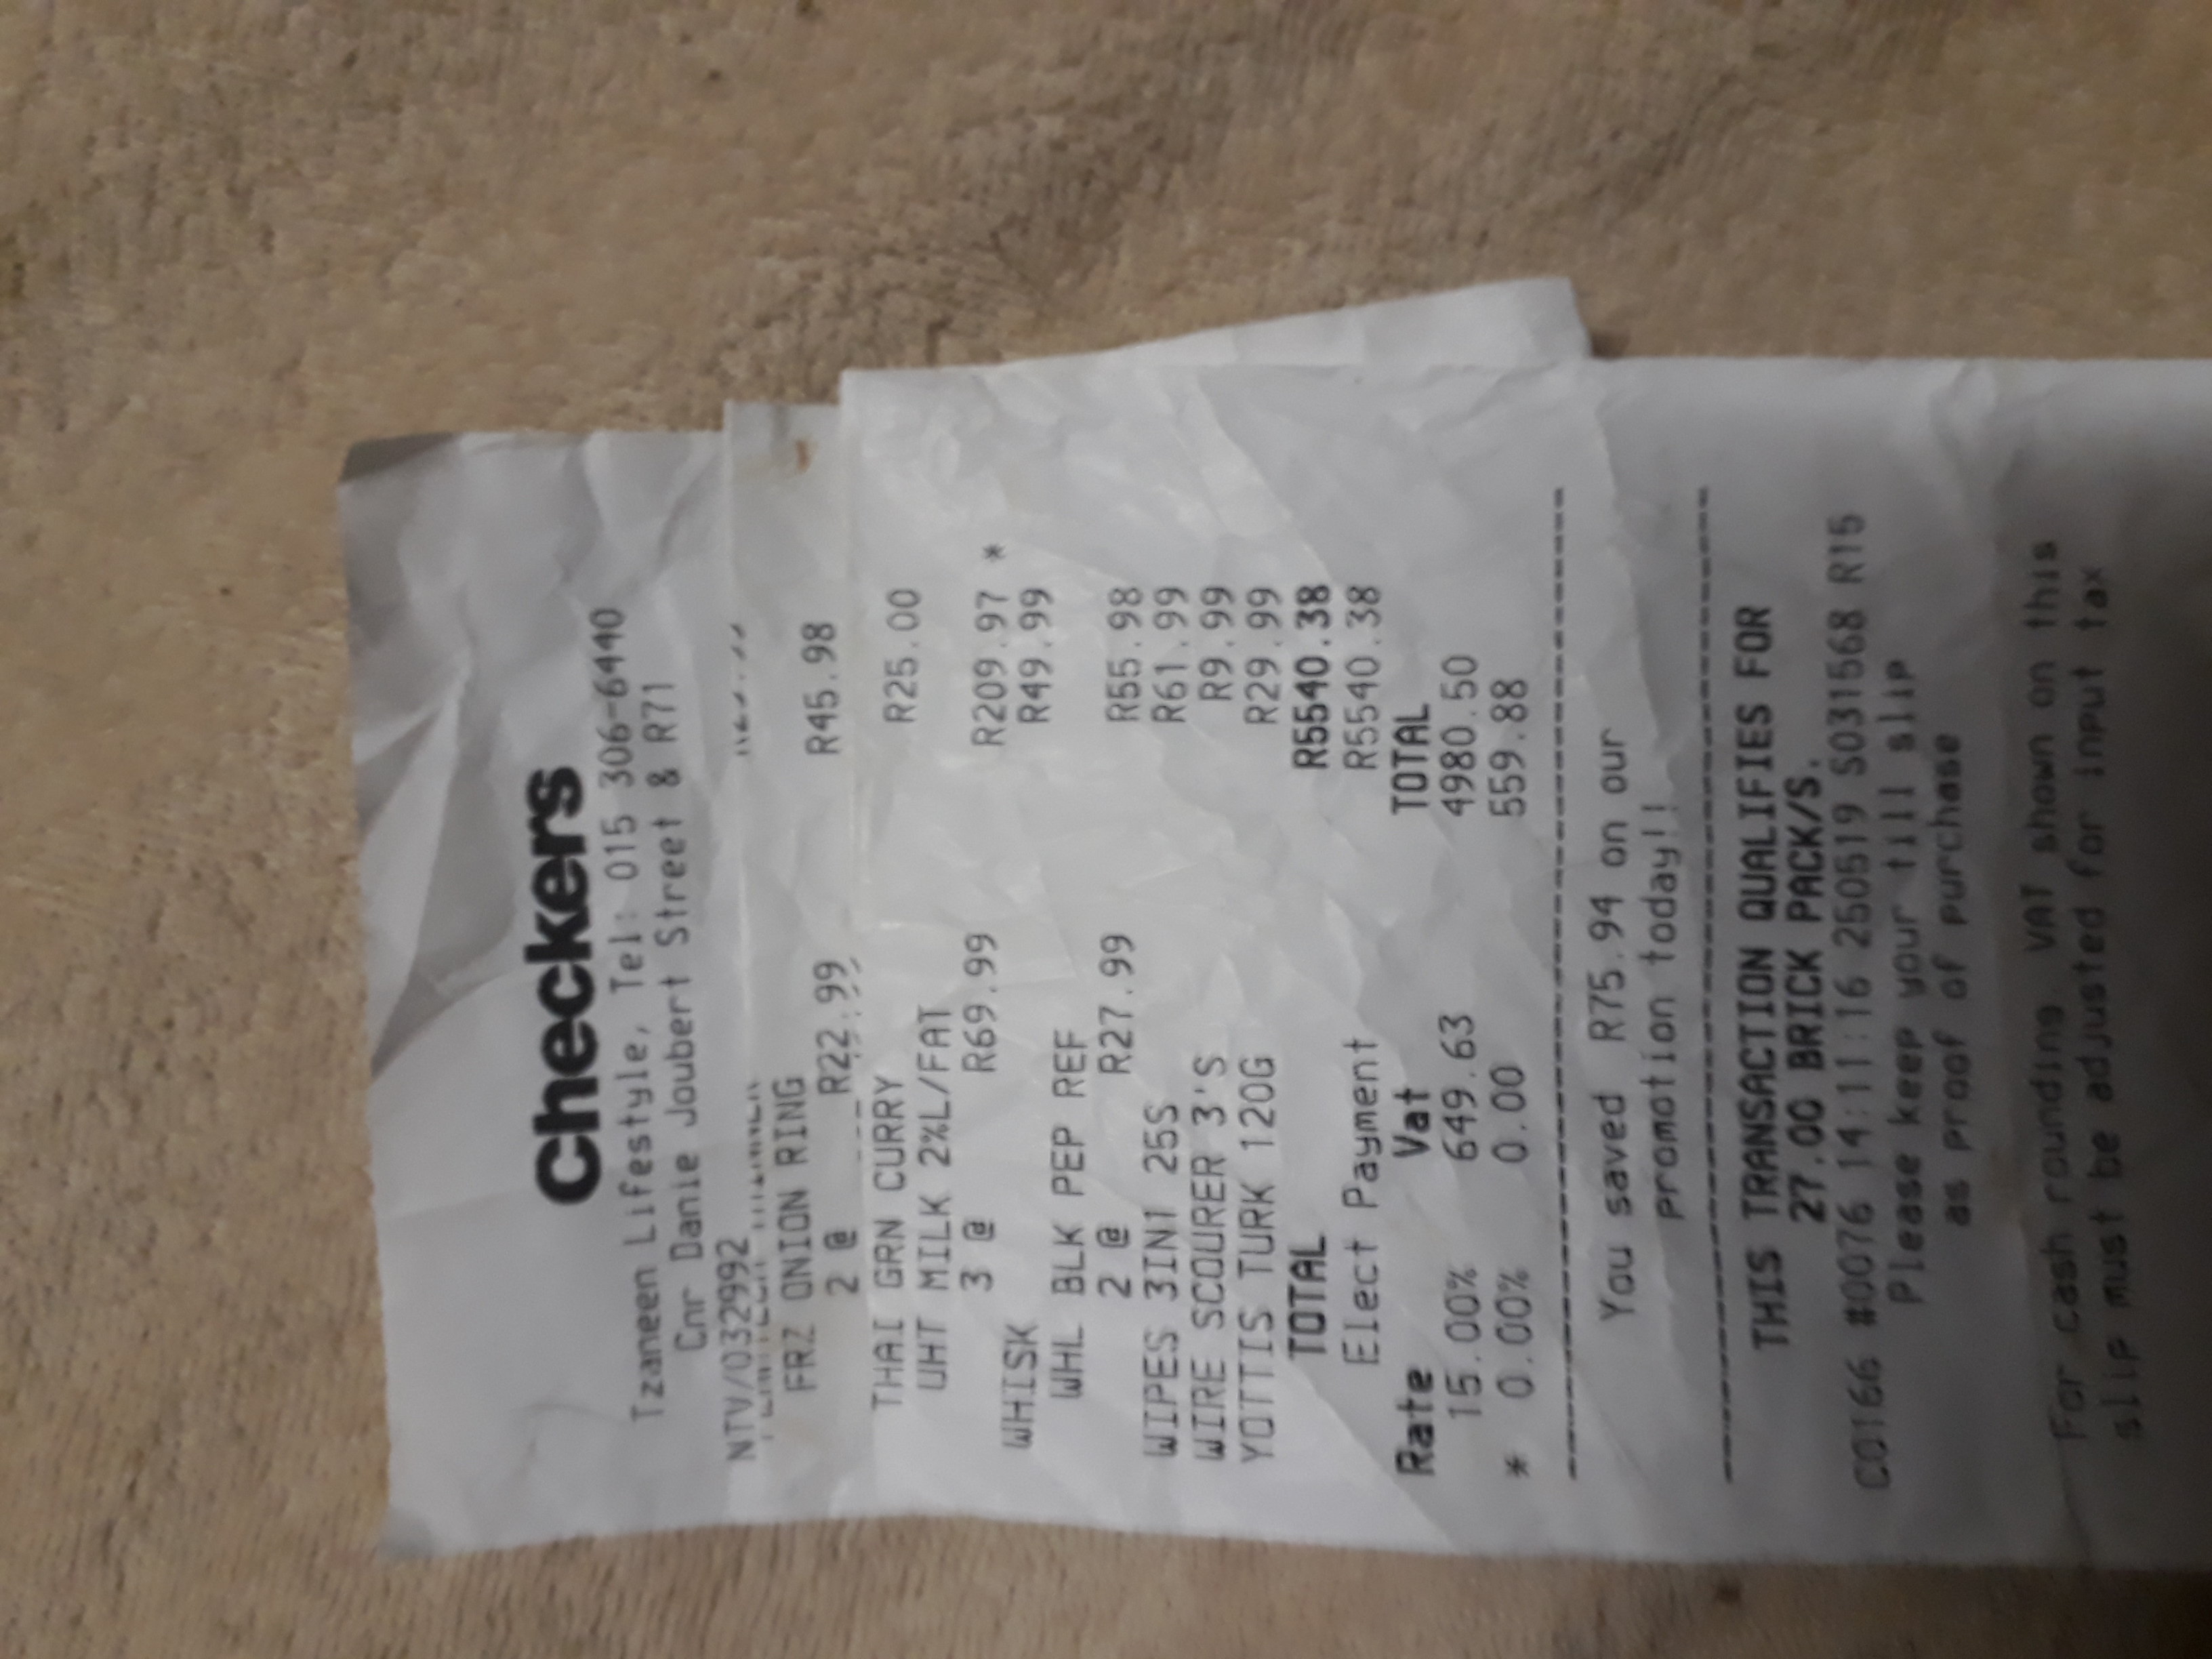 Checkers
Tzaneen Lifestyle, Tel: 015 306-6440
Cnr Danie Joubert Street & R71
NTV/0332992
FRZ ONION RING
2 @ R22.99 R45.98
THAI GRN CURRY R25.00
UHT MILK 2%L/FAT
3 @ R69.99 R209.97 *
WHISK R49.99
WHL BLK PEP REF
2 @ R27.99 R55.98
WIPES 3IN1 25S R61.99
WIRE SCOURER 3'S R9.99
YOTTIS TURK 120G R29.99
TOTAL R5540.38
Elect Payment R5540.38
Rate Vat TOTAL
15.00% 649.63 4980.50
* 0.00% 0.00 559.88
You saved R75.94 on our
promotion today!!
THIS TRANSACTION QUALIFIES FOR
27.00 BRICK PACK/S.
C0166 #0076 14:11:16 250519 S031568 R15
Please keep your till slip
as proof of purchase
For cash rounding VAT shown on this
slip must be adjusted for input tax